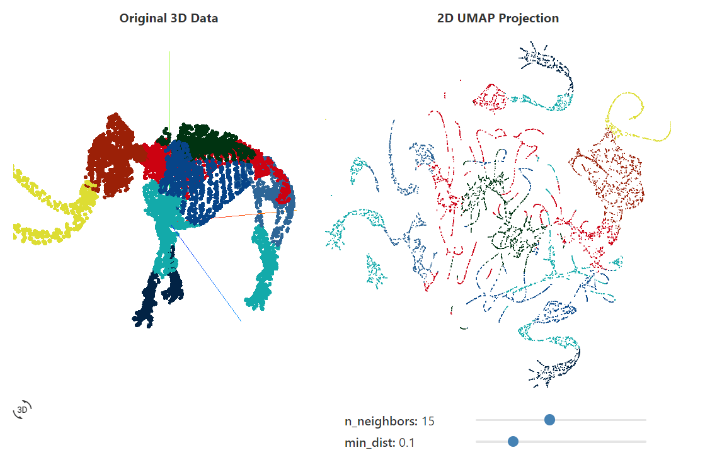 Original 3D Data
2D UMAP Projection
3D
n_neighbors: 15
min_dist: 0.1